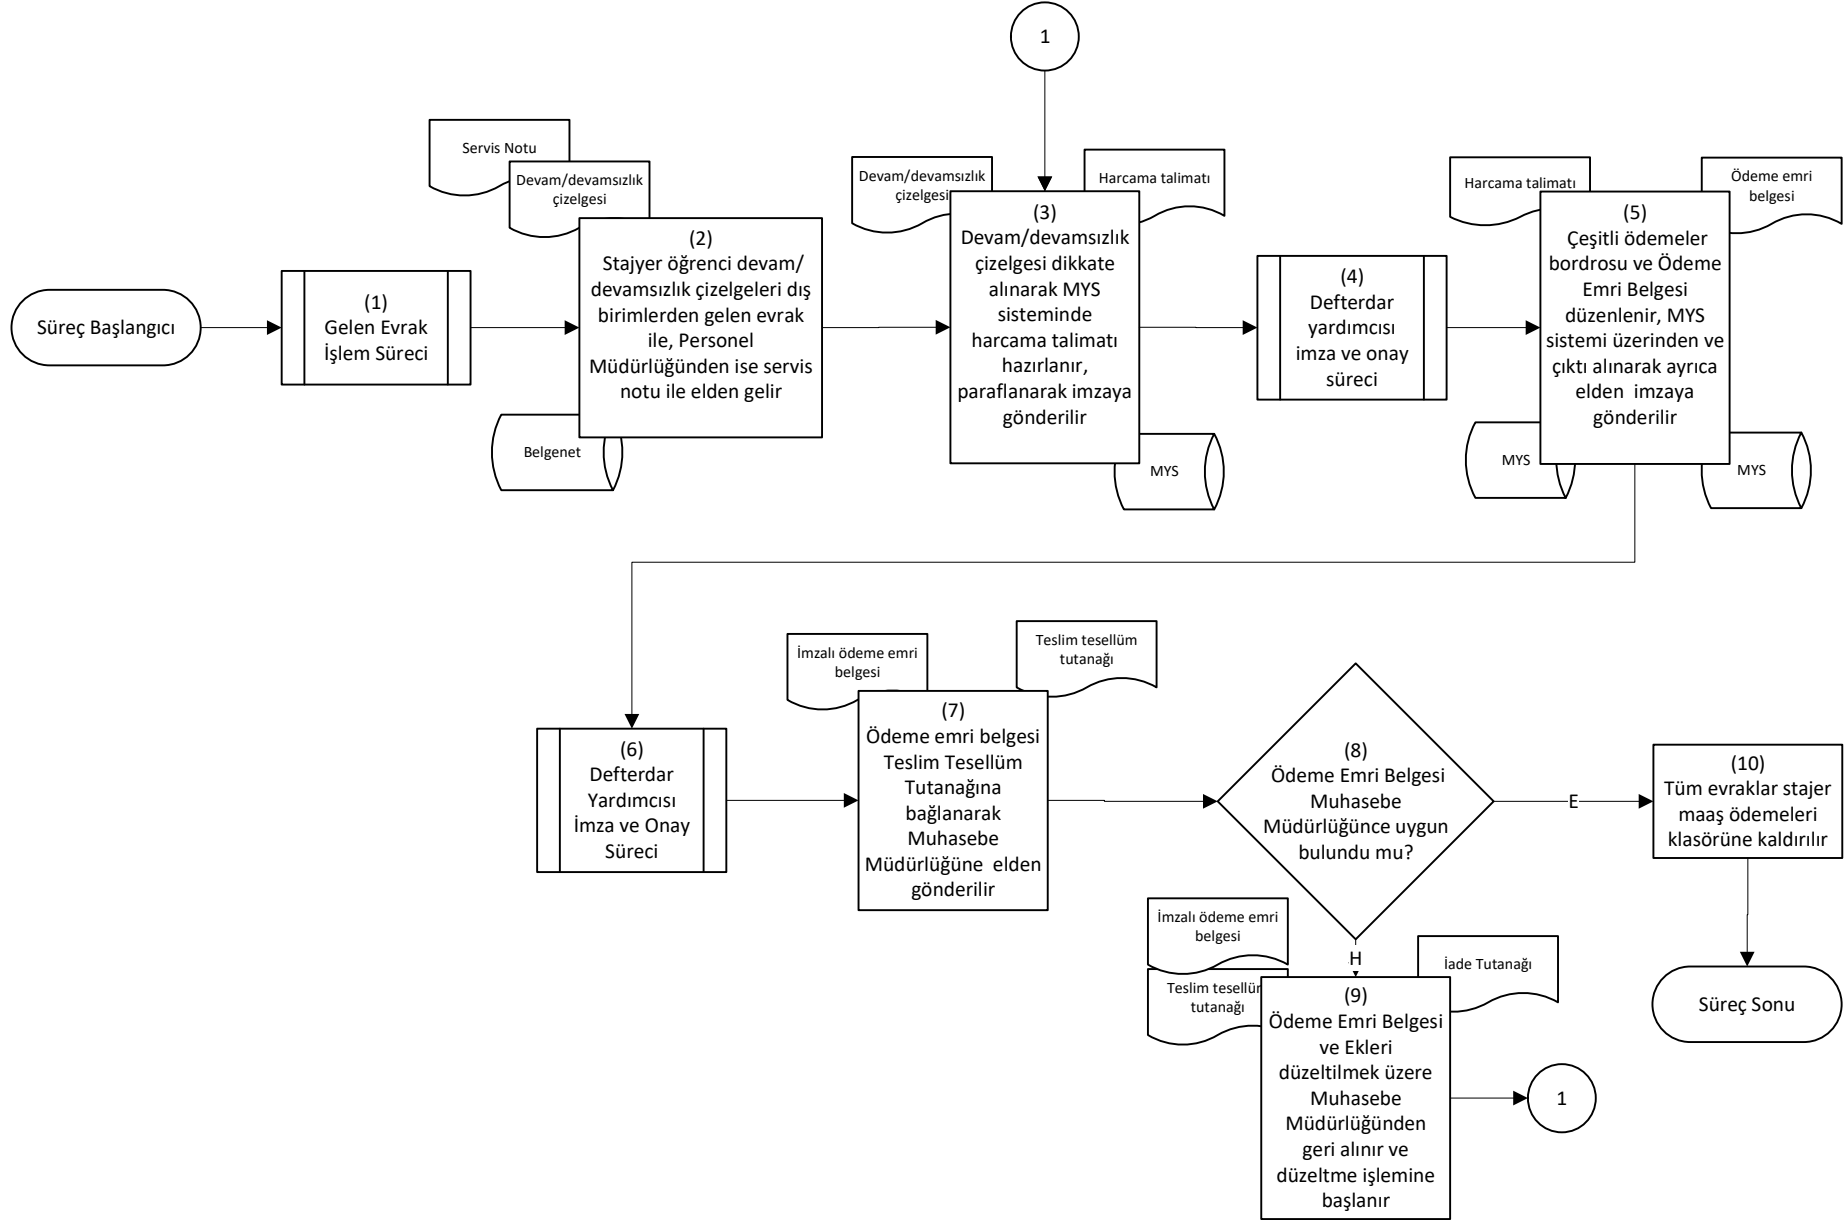 1
Servis Notu
Devam/devamsızlık
çizelgesi
Devam/devamsızlık
çizelgesi
Harcama talimatı
Harcama talimatı
Ödeme emri
belgesi
Süreç Başlangıcı
(1)
Gelen Evrak
İşlem Süreci
(2)
Stajyer öğrenci devam/
devamsızlık çizelgeleri dış
birimlerden gelen evrak
ile, Personel
Müdürlüğünden ise servis
notu ile elden gelir
Belgenet
(3)
Devam/devamsızlık
çizelgesi dikkate
alınarak MYS
sisteminde
harcama talimatı
hazırlanır,
paraflanarak imzaya
gönderilir
MYS
(4)
Defterdar
yardımcısı
imza ve onay
süreci
(5)
Çeşitli ödemeler
bordrosu ve Ödeme
Emri Belgesi
düzenlenir, MYS
sistemi üzerinden ve
çıktı alınarak ayrıca
elden  imzaya
gönderilir
MYS
MYS
(6)
Defterdar
Yardımcısı
İmza ve Onay
Süreci
İmzalı ödeme emri
belgesi
Teslim tesellüm
tutanağı
(7)
Ödeme emri belgesi
Teslim Tesellüm
Tutanağına
bağlanarak
Muhasebe
Müdürlüğüne  elden
gönderilir
(8)
Ödeme Emri Belgesi
Muhasebe
Müdürlüğünce uygun
bulundu mu?
E
(10)
Tüm evraklar stajer
maaş ödemeleri
klasörüne kaldırılır
Süreç Sonu
H
İmzalı ödeme emri
belgesi
Teslim tesellüm
tutanağı
İade Tutanağı
(9)
Ödeme Emri Belgesi
ve Ekleri
düzeltilmek üzere
Muhasebe
Müdürlüğünden
geri alınır ve
düzeltme işlemine
başlanır
1